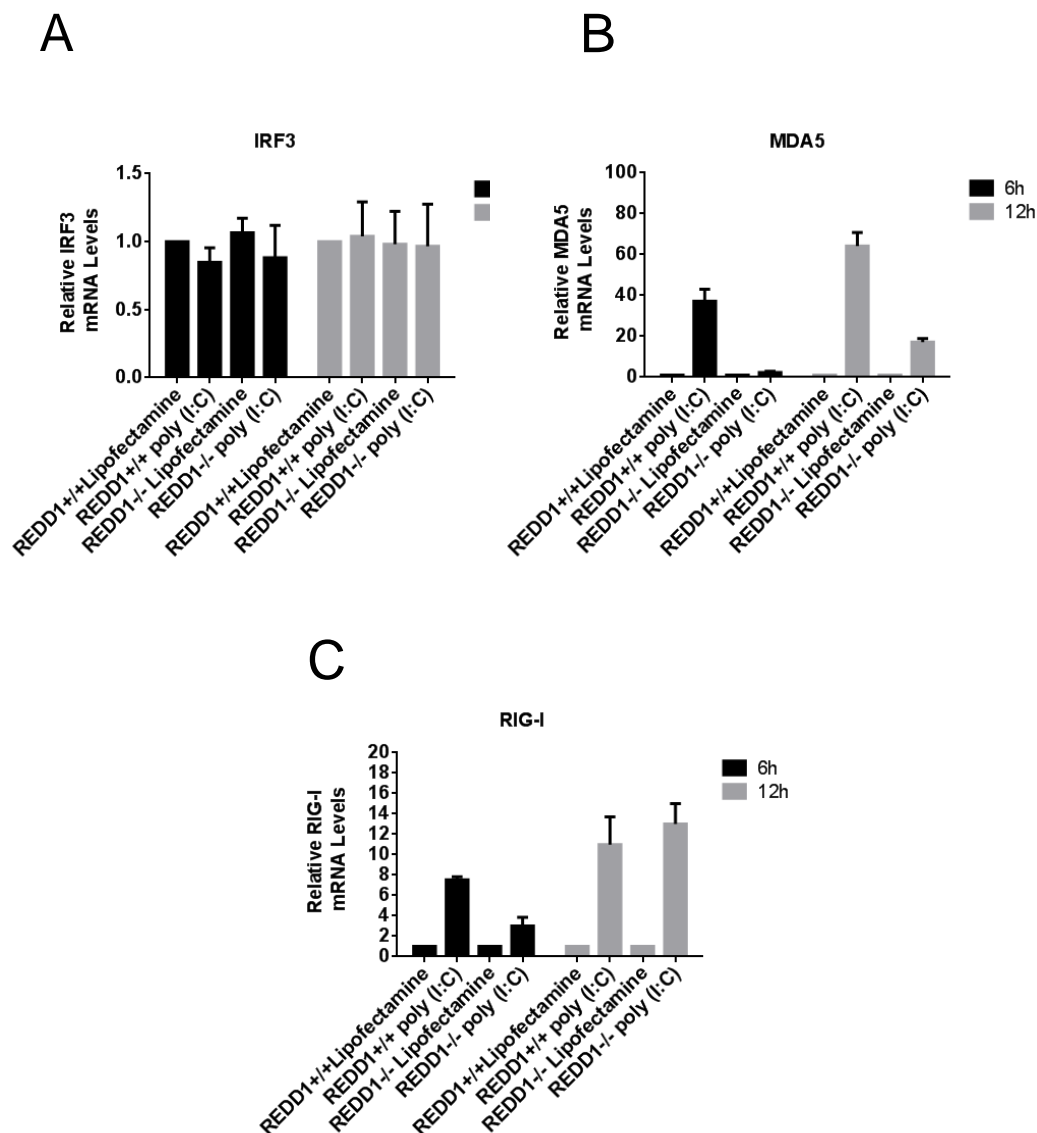 A
IRF3
Relative IRF3
mRNA Levels
1.5
1.0
0.5
0.0
REDD1+/+Lipofectamine
REDD1+/+ poly (I:C)
REDD1-/- Lipofectamine
REDD1-/- poly (I:C)
REDD1+/+Lipofectamine
REDD1+/+ poly (I:C)
REDD1-/- Lipofectamine
REDD1-/- poly (I:C)
B
MDA5
Relative MDA5
mRNA Levels
100
80
60
40
20
0
6h
12h
REDD1+/+Lipofectamine
REDD1+/+ poly (I:C)
REDD1-/- Lipofectamine
REDD1-/- poly (I:C)
REDD1+/+Lipofectamine
REDD1+/+ poly (I:C)
REDD1-/- Lipofectamine
REDD1-/- poly (I:C)
C
RIG-I
Relative RIG-I
mRNA Levels
20
18
16
14
12
10
8
6
4
2
0
6h
12h
REDD1+/+Lipofectamine
REDD1+/+ poly (I:C)
REDD1-/- Lipofectamine
REDD1-/- poly (I:C)
REDD1+/+Lipofectamine
REDD1+/+ poly (I:C)
REDD1-/- Lipofectamine
REDD1-/- poly (I:C)